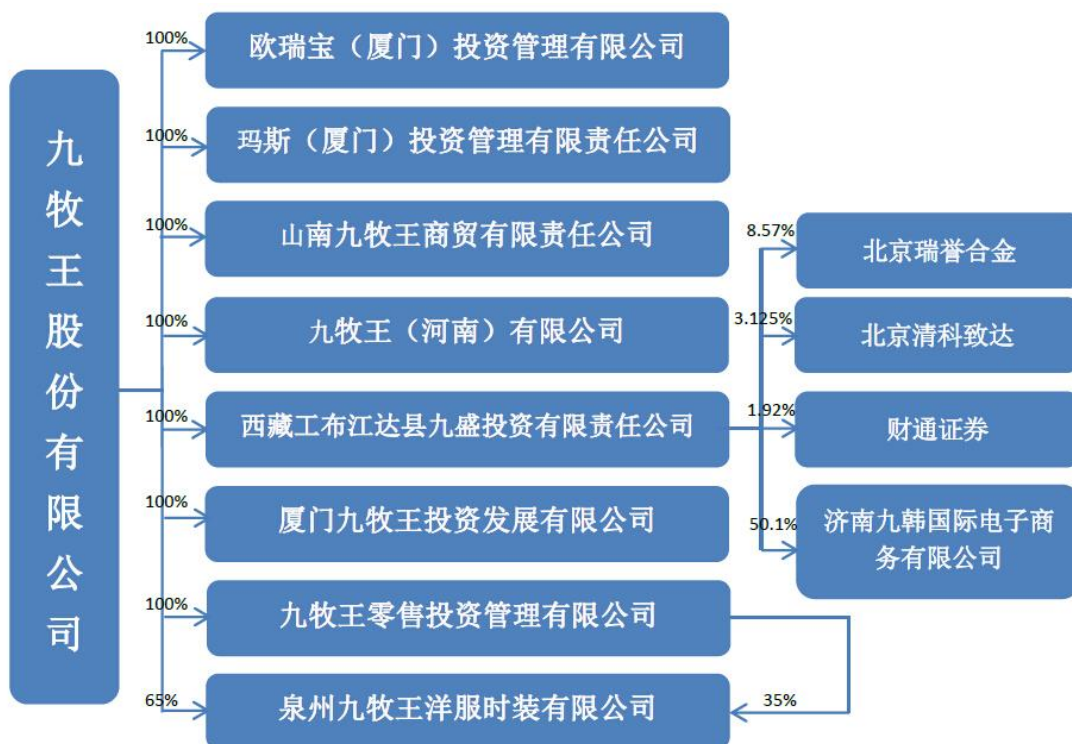 九牧王股份有限公司
100%
欧瑞宝（厦门）投资管理有限公司
100%
玛斯（厦门）投资管理有限责任公司
100%
山南九牧王商贸有限责任公司
100%
九牧王（河南）有限公司
100%
西藏工布江达县九盛投资有限责任公司
8.57%
北京瑞誉合金
3.125%
北京清科致达
1.92%
财通证券
50.1%
济南九韩国际电子商
务有限公司
100%
厦门九牧王投资发展有限公司
100%
九牧王零售投资管理有限公司
65%
泉州九牧王洋服时装有限公司
35%